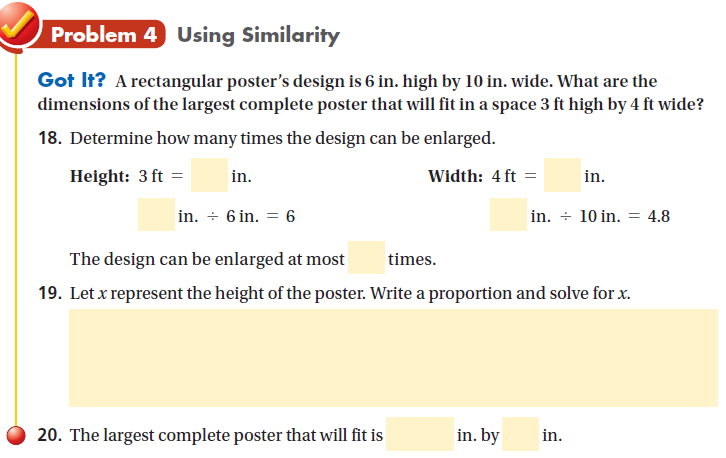 Problem 4 Using Similarity
Got It? A rectangular poster's design is 6 in. high by 10 in. wide. What are the
dimensions of the largest complete poster that will fit in a space 3 ft high by 4 ft wide?
18. Determine how many times the design can be enlarged.
Height: 3 ft = in. Width: 4 ft = in.
in. ÷ 6 in. = 6 in. ÷ 10 in. = 4.8
The design can be enlarged at most times.
19. Let x represent the height of the poster. Write a proportion and solve for x.
20. The largest complete poster that will fit is in. by in.